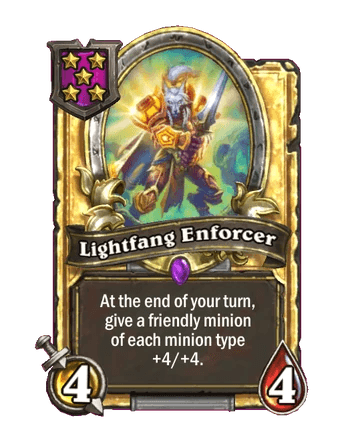 Lightfang Enforcer
At the end of your turn,
give a friendly minion
of each minion type
+4/+4.
4 4